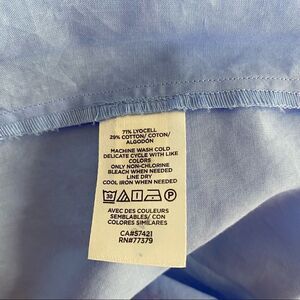 71% LYOCELL
29% COTTON/ COTON/
ALGODÓN
MACHINE WASH COLD
DELICATE CYCLE WITH LIKE
COLORS
ONLY NON-CHLORINE
BLEACH WHEN NEEDED
LINE DRY
COOL IRON WHEN NEEDED
30 P
AVEC DES COULEURS
SEMBLABLES/ CON
COLORES SIMILARES
CA#57421
RN#77379